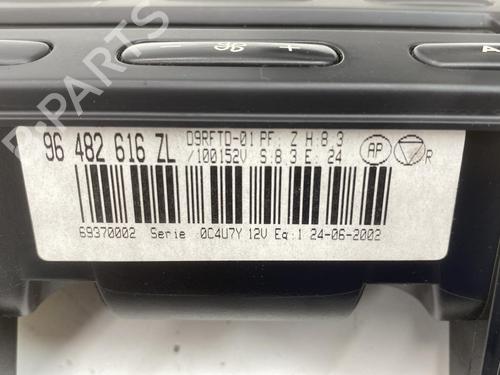 - +
96 482 616 ZL D9RFTD-01 PF: Z H:8.3
/100152V S:8.3 E: 24 AP R
69370002 Serie :0C4U7Y 12V Eq:1 24-06-2002
B-PARTS